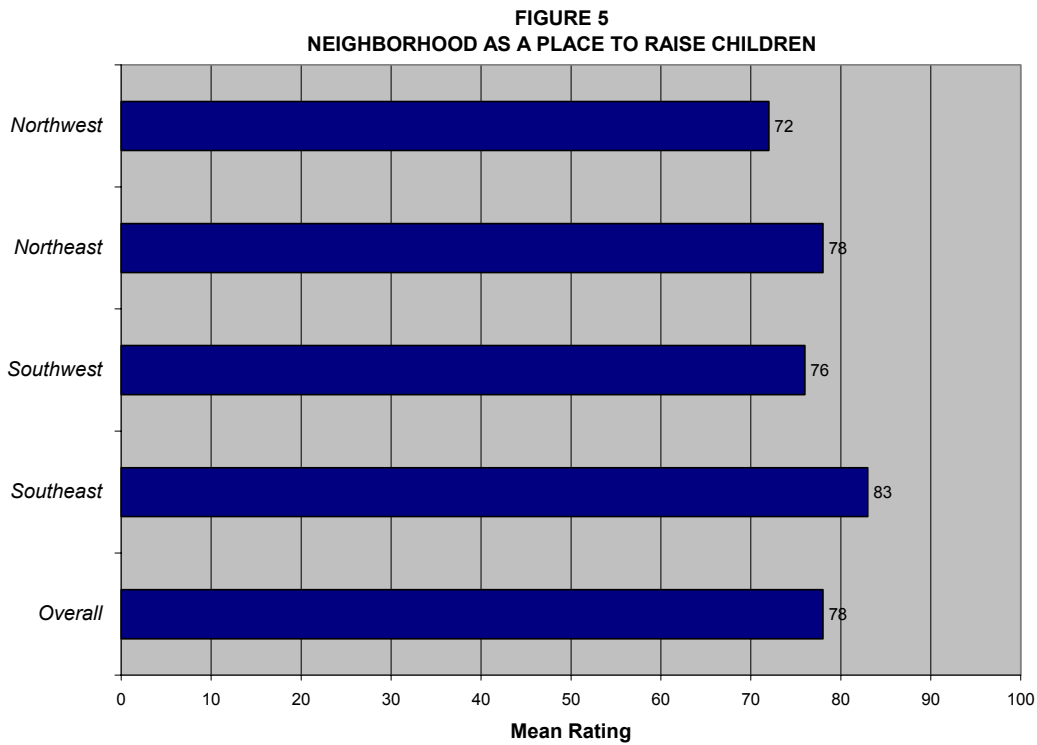 FIGURE 5
NEIGHBORHOOD AS A PLACE TO RAISE CHILDREN
Northwest
72
Northeast
78
Southwest
76
Southeast
83
Overall
78
0 10 20 30 40 50 60 70 80 90 100
Mean Rating